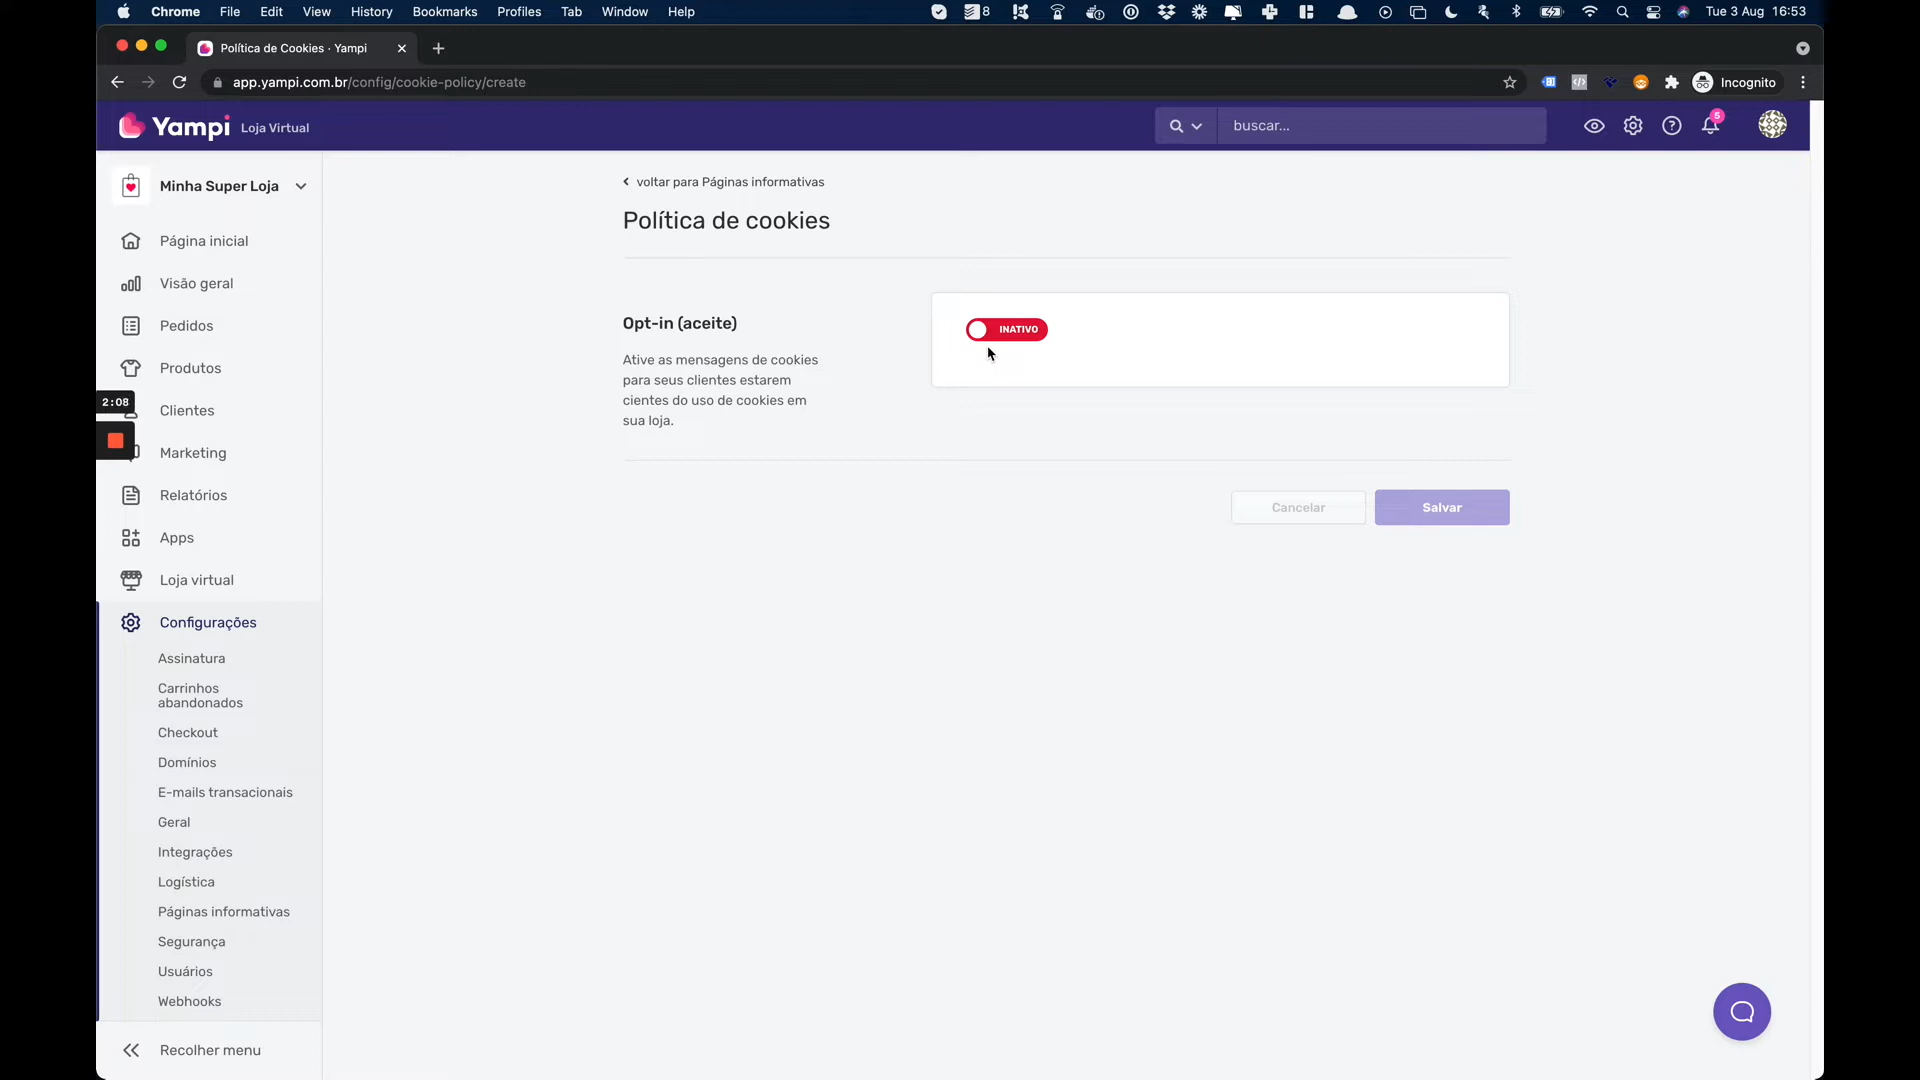 Chrome File Edit View History Bookmarks Profiles Tab Window Help 8 Tue 3 Aug 16:53
Política de Cookies · Yampi
app.yampi.com.br/config/cookie-policy/create Incognito
Yampi Loja Virtual buscar... 5
Minha Super Loja
Página inicial
Visão geral
Pedidos
Produtos
2:08
Clientes
Marketing
Relatórios
Apps
Loja virtual
Configurações
Assinatura
Carrinhos
abandonados
Checkout
Domínios
E-mails transacionais
Geral
Integrações
Logística
Páginas informativas
Segurança
Usuários
Webhooks
Recolher menu
voltar para Páginas informativas
Política de cookies
Opt-in (aceite)
Ative as mensagens de cookies
para seus clientes estarem
cientes do uso de cookies em
sua loja.
INATIVO
Cancelar Salvar